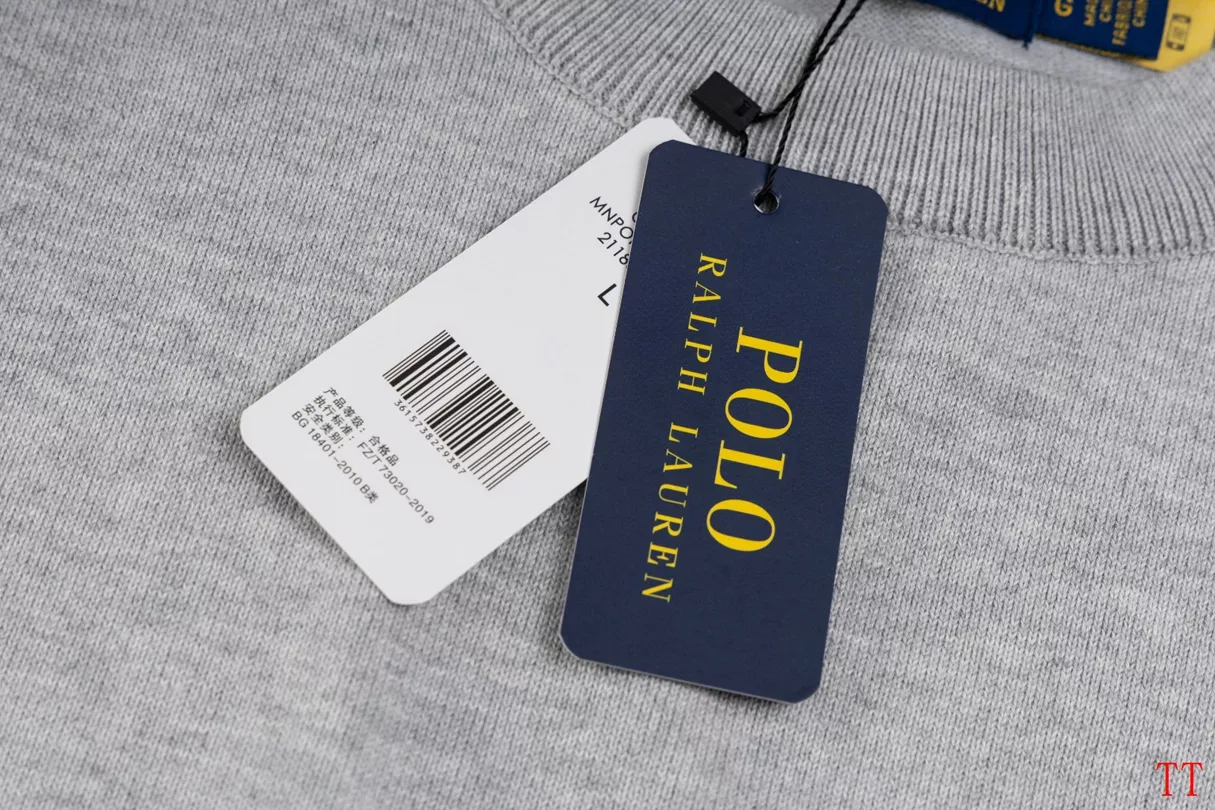 POLO
RALPH LAUREN
MNPO
2118
L
3615738229387
产品等级：合格品
执行标准：FZ/T 73020-2019
安全类别：
BG 18401-2010 B类
TT